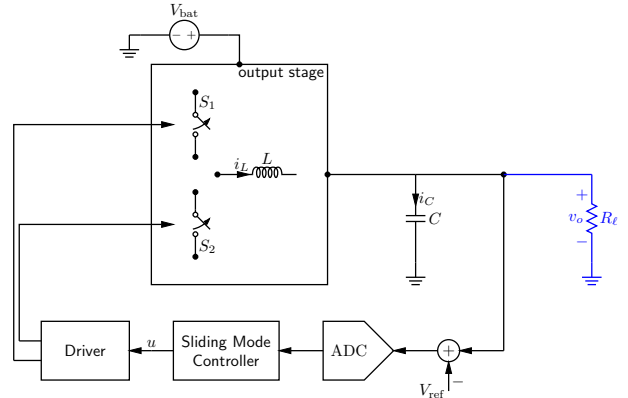 V_bat
− +
output stage
S_1
i_L
L
i_C
C
+
v_o
R_ℓ
−
S_2
Driver
u
Sliding Mode
Controller
ADC
+
V_ref
−